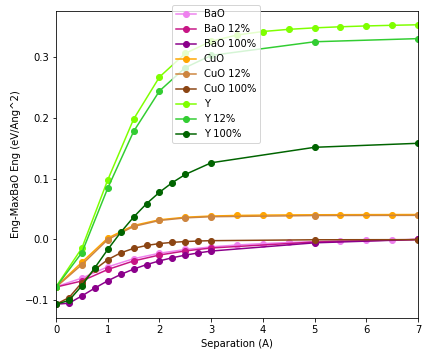 BaO
BaO 12%
BaO 100%
CuO
CuO 12%
CuO 100%
Y
Y 12%
Y 100%
Eng-MaxBaO Eng (eV/Ang^2)
0.3
0.2
0.1
0.0
−0.1
0 1 2 3 4 5 6 7
Separation (A)